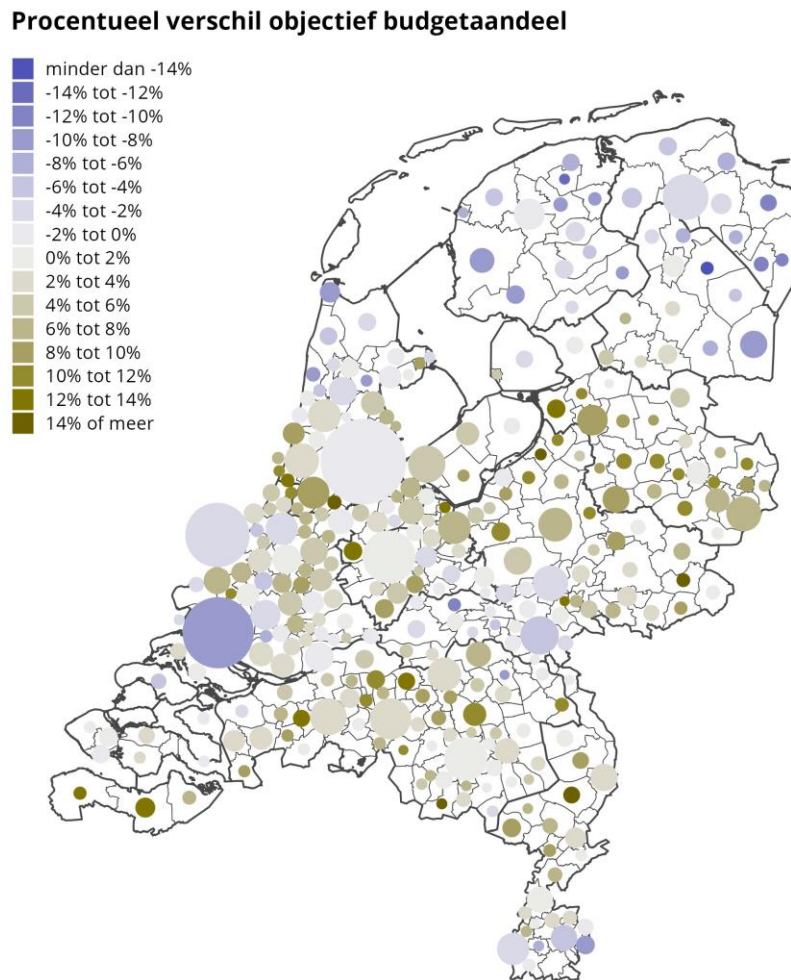 Procentueel verschil objectief budgetaandeel
minder dan -14%
-14% tot -12%
-12% tot -10%
-10% tot -8%
-8% tot -6%
-6% tot -4%
-4% tot -2%
-2% tot 0%
0% tot 2%
2% tot 4%
4% tot 6%
6% tot 8%
8% tot 10%
10% tot 12%
12% tot 14%
14% of meer